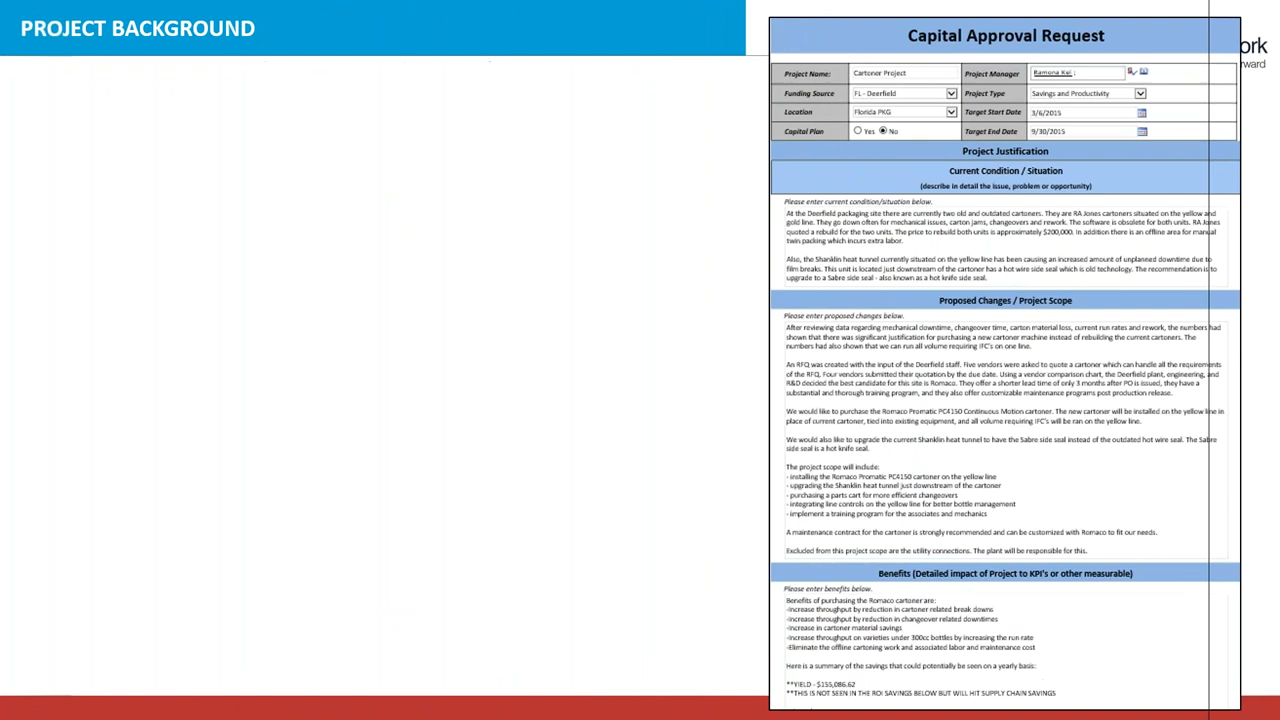 PROJECT BACKGROUND
ork
rward
Capital Approval Request
Project Name: Cartoner Project Project Manager Ramona Kel ;
Funding Source FL - Deerfield Project Type Savings and Productivity
Location Florida PKG Target Start Date 3/6/2015
Capital Plan Yes No Target End Date 9/30/2015
Project Justification
Current Condition / Situation
(describe in detail the issue, problem or opportunity)
Please enter current condition/situation below.
At the Deerfield packaging site there are currently two old and outdated cartoners. They are RA Jones cartoners situated on the yellow and
gold line. They go down often for mechanical issues, carton jams, changeovers and rework. The software is obsolete for both units. RA Jones
quoted a rebuild for the two units. The price to rebuild both units is approximately $200,000. In addition there is an offline area for manual
twin packing which incurs extra labor.
Also, the Shanklin heat tunnel currently situated on the yellow line has been causing an increased amount of unplanned downtime due to
film breaks. This unit is located just downstream of the cartoner has a hot wire side seal which is old technology. The recommendation is to
upgrade to a Sabre side seal - also known as a hot knife side seal.
Proposed Changes / Project Scope
Please enter proposed changes below.
After reviewing data regarding mechanical downtime, changeover time, carton material loss, current run rates and rework, the numbers had
shown that there was significant justification for purchasing a new cartoner machine instead of rebuilding the current cartoners. The
numbers had also shown that we can run all volume requiring IFC's on one line.
An RFQ was created with the input of the Deerfield staff. Five vendors were asked to quote a cartoner which can handle all the requirements
of the RFQ. Four vendors submitted their quotation by the due date. Using a vendor comparison chart, the Deerfield plant, engineering, and
R&D decided the best candidate for this site is Romaco. They offer a shorter lead time of only 3 months after PO is issued, they have a
substantial and thorough training program, and they also offer customizable maintenance programs post production release.
We would like to purchase the Romaco Promatic PC4150 Continuous Motion cartoner. The new cartoner will be installed on the yellow line in
place of current cartoner, tied into existing equipment, and all volume requiring IFC's will be ran on the yellow line.
We would also like to upgrade the current Shanklin heat tunnel to have the Sabre side seal instead of the outdated hot wire seal. The Sabre
side seal is a hot knife seal.
The project scope will include:
- installing the Romaco Promatic PC4150 cartoner on the yellow line
- upgrading the Shanklin heat tunnel just downstream of the cartoner
- purchasing a parts cart for more efficient changeovers
- integrating line controls on the yellow line for better bottle management
- implement a training program for the associates and mechanics
A maintenance contract for the cartoner is strongly recommended and can be customized with Romaco to fit our needs.
Excluded from this project scope are the utility connections. The plant will be responsible for this.
Benefits (Detailed impact of Project to KPI's or other measurable)
Please enter benefits below.
Benefits of purchasing the Romaco cartoner are:
-Increase throughput by reduction in cartoner related break downs
-Increase throughput by reduction in changeover related downtimes
-Increase in cartoner material savings
-Increase throughput on varieties under 300cc bottles by increasing the run rate
-Eliminate the offline cartoning work and associated labor and maintenance cost
Here is a summary of the savings that could potentially be seen on a yearly basis:
**YIELD - $155,086.62
**THIS IS NOT SEEN IN THE ROI SAVINGS BELOW BUT WILL HIT SUPPLY CHAIN SAVINGS